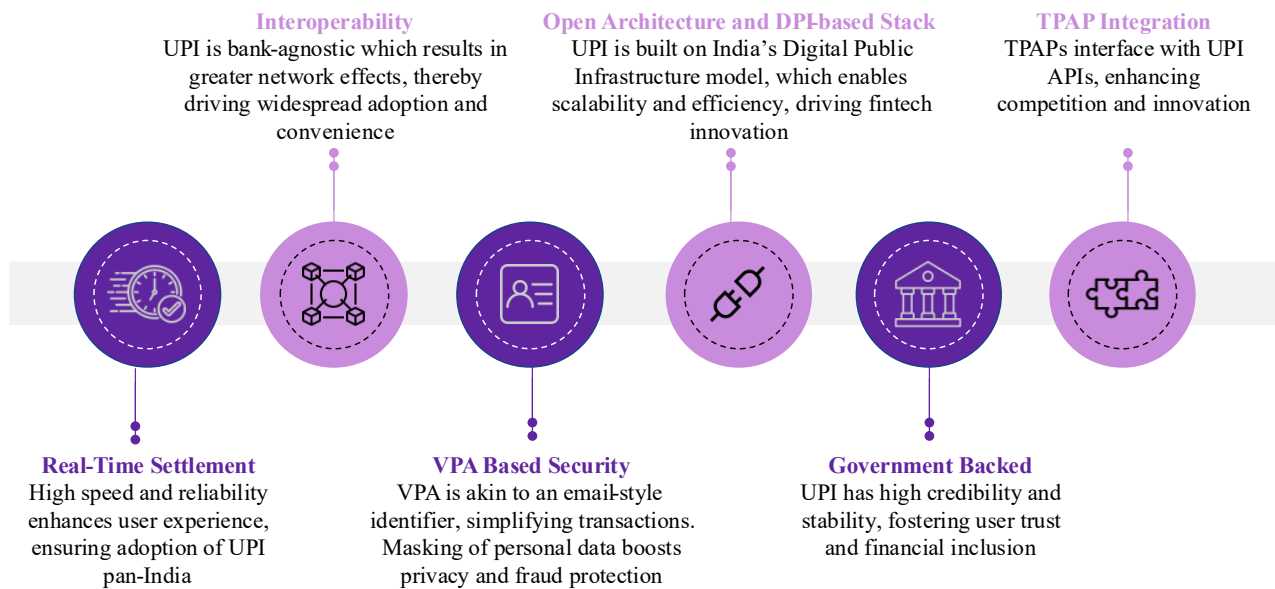 Interoperability
UPI is bank-agnostic which results in
greater network effects, thereby
driving widespread adoption and
convenience
Open Architecture and DPI-based Stack
UPI is built on India’s Digital Public
Infrastructure model, which enables
scalability and efficiency, driving fintech
innovation
TPAP Integration
TPAPs interface with UPI
APIs, enhancing
competition and innovation
Real-Time Settlement
High speed and reliability
enhances user experience,
ensuring adoption of UPI
pan-India
VPA Based Security
VPA is akin to an email-style
identifier, simplifying transactions.
Masking of personal data boosts
privacy and fraud protection
Government Backed
UPI has high credibility and
stability, fostering user trust
and financial inclusion